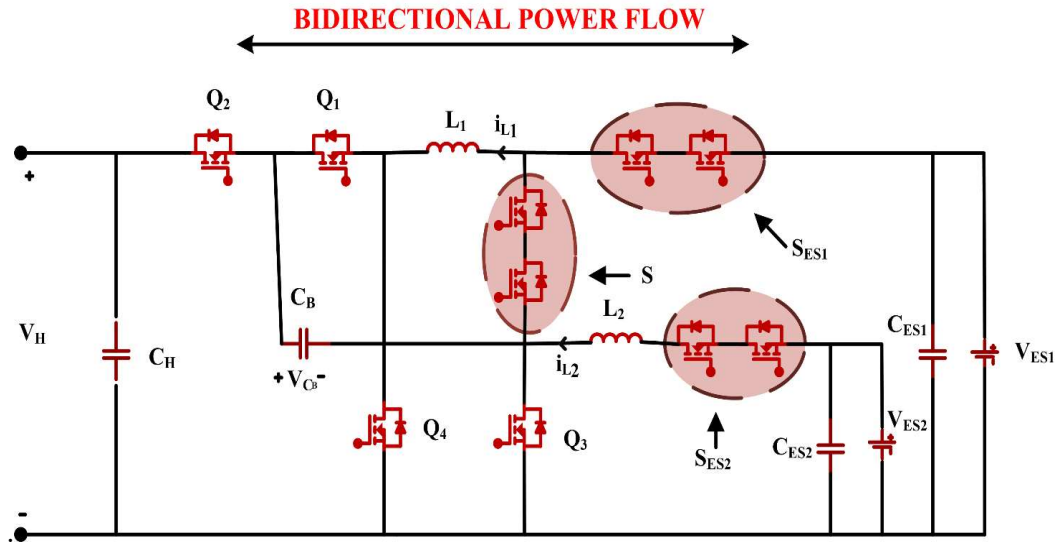 BIDIRECTIONAL POWER FLOW
Q2 Q1 L1 iL1
+
SES1
S
CB L2
VH CH CES1 VES1
+ VCB - iL2
VES2
Q4 Q3 SES2 CES2
-